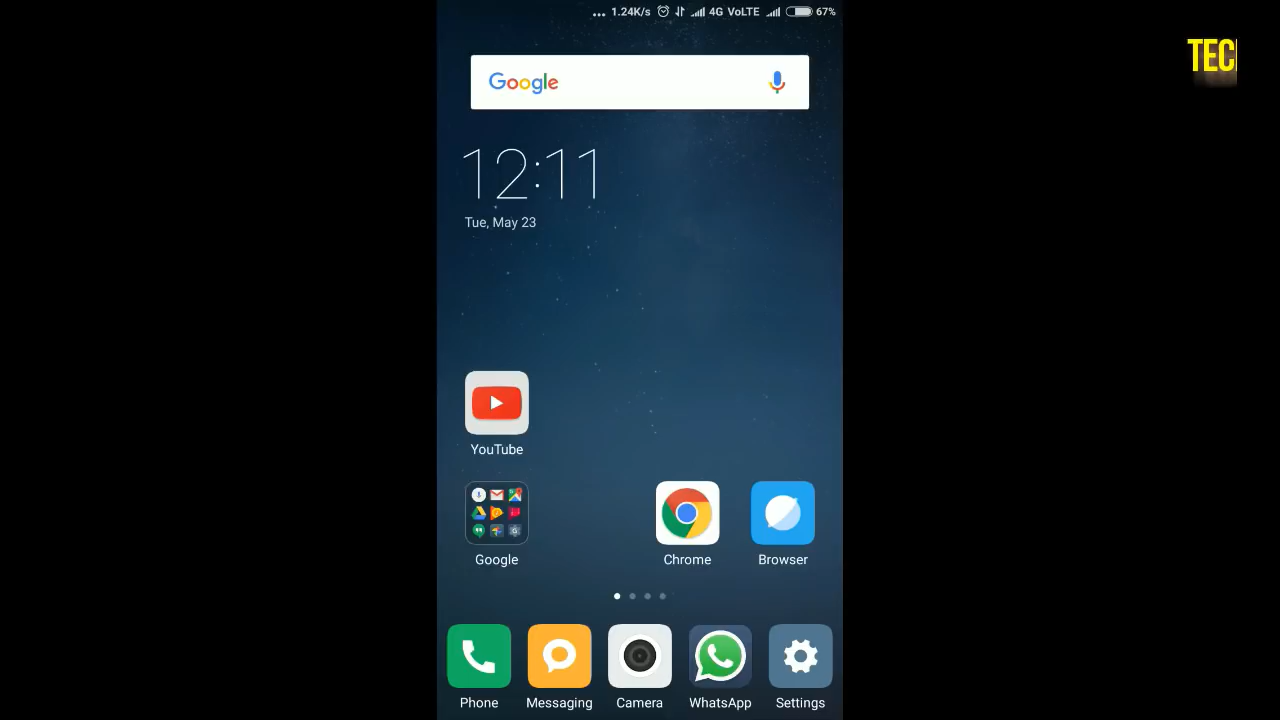 ... 1.24K/s 4G VoLTE 67%
TEC
Google
12:11
Tue, May 23
YouTube
Google Chrome Browser
Phone Messaging Camera WhatsApp Settings